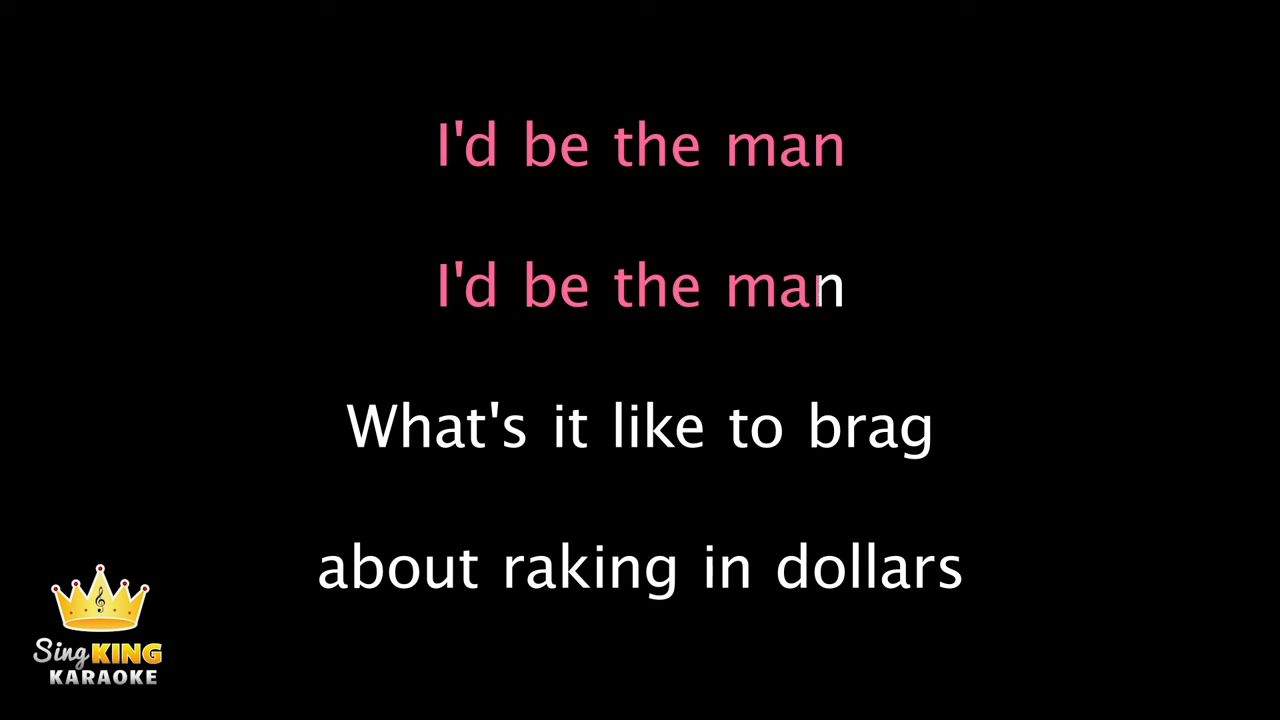 I'd be the man
I'd be the man
What's it like to brag
about raking in dollars
Sing KING
KARAOKE